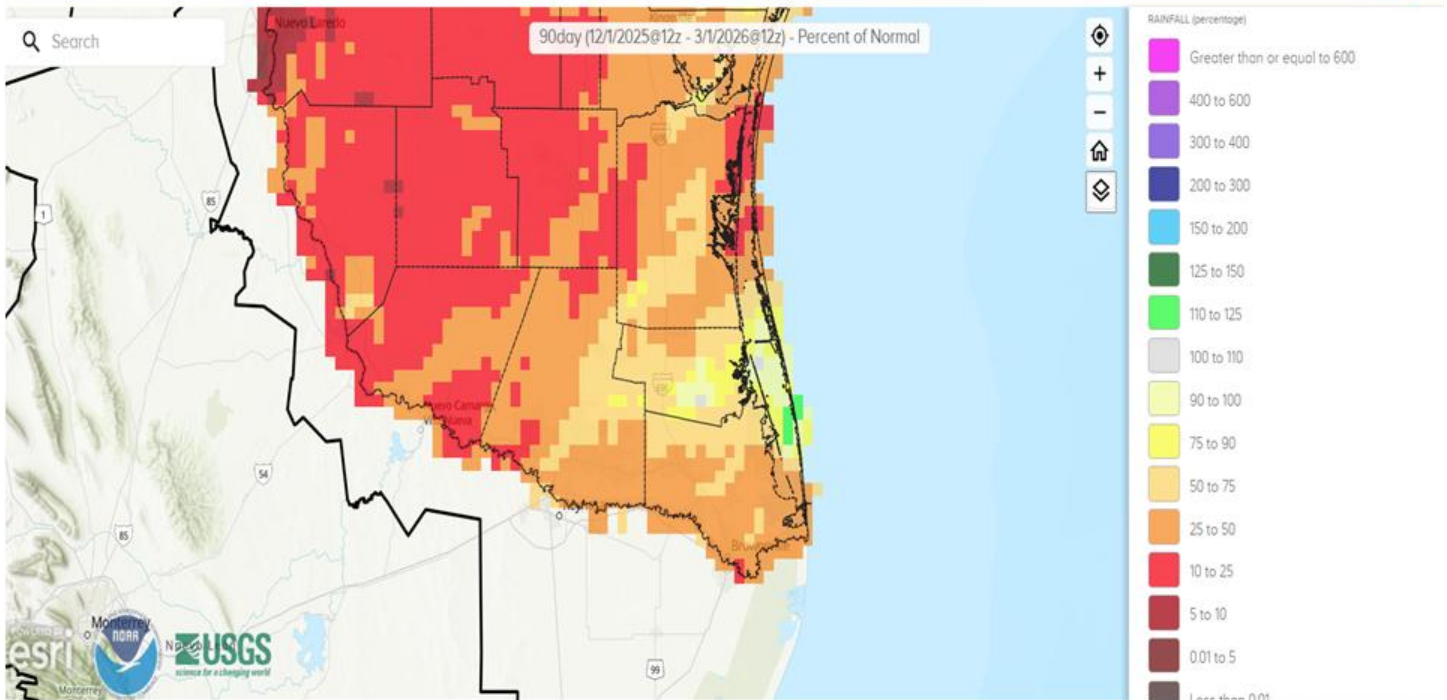 Nuevo Laredo
Search
90day (12/1/2025@12z - 3/1/2026@12z) - Percent of Normal
+
−
85
1
54
85
99
Brownsville
Monterrey
Monterrey
esri
NOAA
USGS
science for a changing world
RAINFALL (percentage)
Greater than or equal to 600
400 to 600
300 to 400
200 to 300
150 to 200
125 to 150
110 to 125
100 to 110
90 to 100
75 to 90
50 to 75
25 to 50
10 to 25
5 to 10
0.01 to 5
Less than 0.01